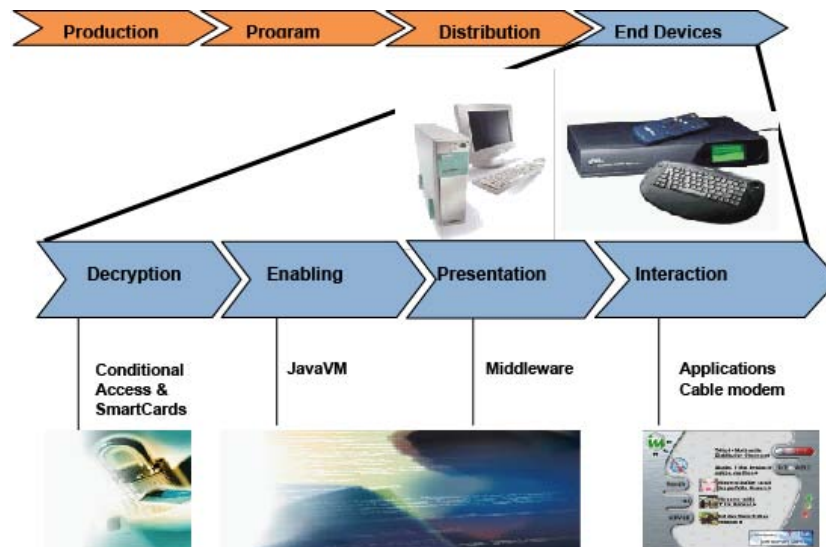 Production
Program
Distribution
End Devices
Decryption
Enabling
Presentation
Interaction
Conditional
Access &
SmartCards
JavaVM
Middleware
Applications
Cable modem